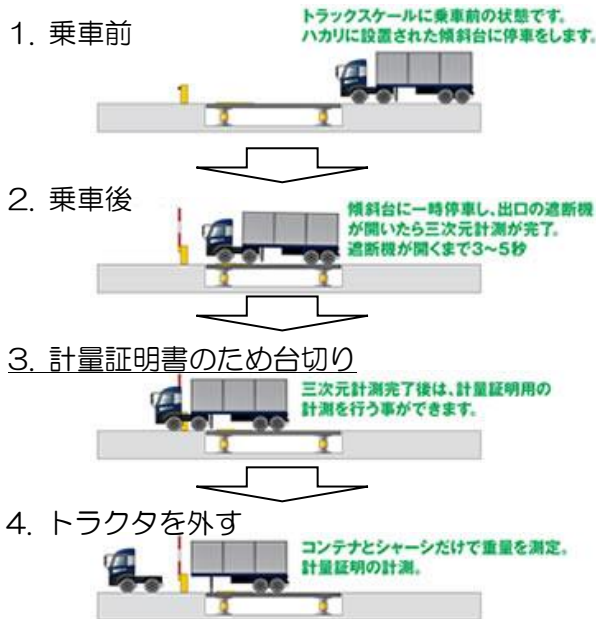 1. 乗車前
トラックスケールに乗車前の状態です。
ハカリに設置された傾斜台に停車をします。
2. 乗車後
傾斜台に一時停車し、出口の遮断機
が開いたら三次元計測が完了。
遮断機が開くまで3～5秒
3. 計量証明書のため台切り
三次元計測完了後は、計量証明用の
計測を行う事ができます。
4. トラクタを外す
コンテナとシャーシだけで重量を測定。
計量証明の計測。